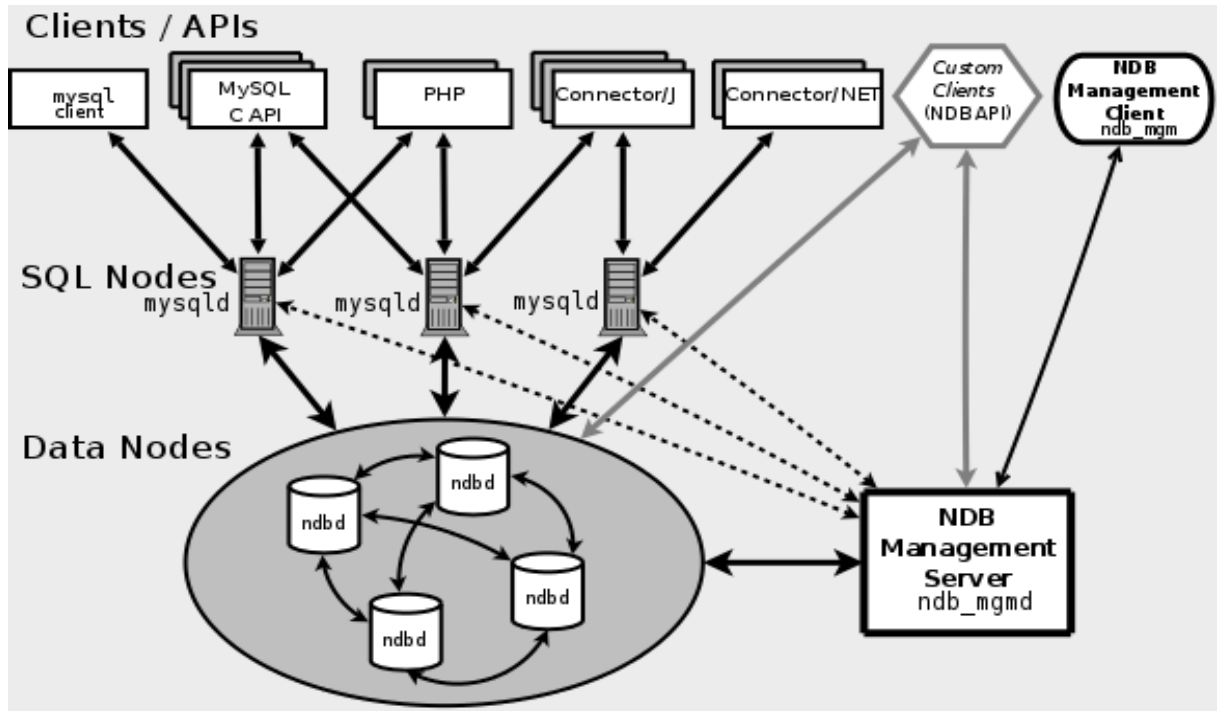 Clients / APIs
mysql
client
MySQL
C API
PHP
Connector/J
Connector/NET
Custom
Clients
(NDBAPI)
NDB
Management
Client
ndb_mgm
SQL Nodes
mysqld
mysqld
mysqld
Data Nodes
ndbd
ndbd
ndbd
ndbd
NDB
Management
Server
ndb_mgmd